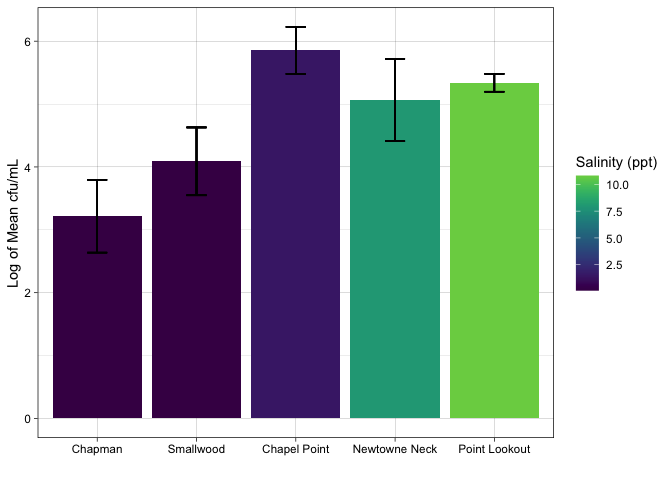 Log of Mean cfu/mL
6
4
2
0
Chapman Smallwood Chapel Point Newtowne Neck Point Lookout
Salinity (ppt)
10.0
7.5
5.0
2.5